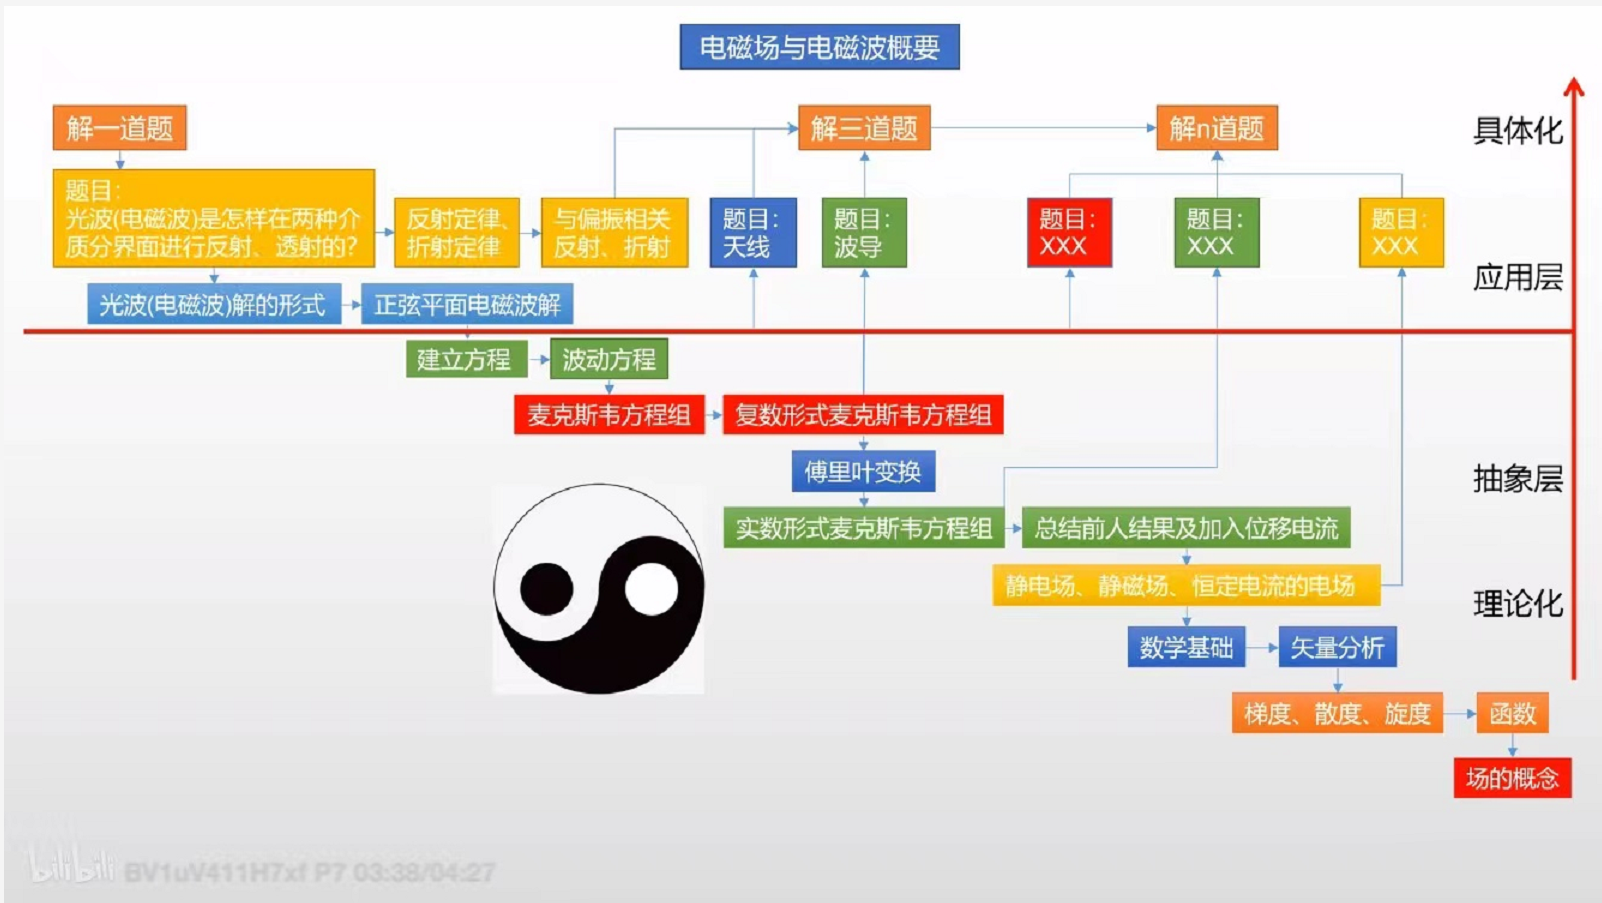 电磁场与电磁波概要
解一道题
解三道题
解n道题
具体化
题目：
光波(电磁波)是怎样在两种介
质分界面进行反射、透射的？
反射定律、
折射定律
与偏振相关
反射、折射
题目：
天线
题目：
波导
题目：
XXX
题目：
XXX
题目：
XXX
应用层
光波(电磁波)解的形式
正弦平面电磁波解
建立方程
波动方程
麦克斯韦方程组
复数形式麦克斯韦方程组
傅里叶变换
抽象层
实数形式麦克斯韦方程组
总结前人结果及加入位移电流
静电场、静磁场、恒定电流的电场
理论化
数学基础
矢量分析
梯度、散度、旋度
函数
场的概念
bilibili BV1uV411H7xf P7 03:38/04:27